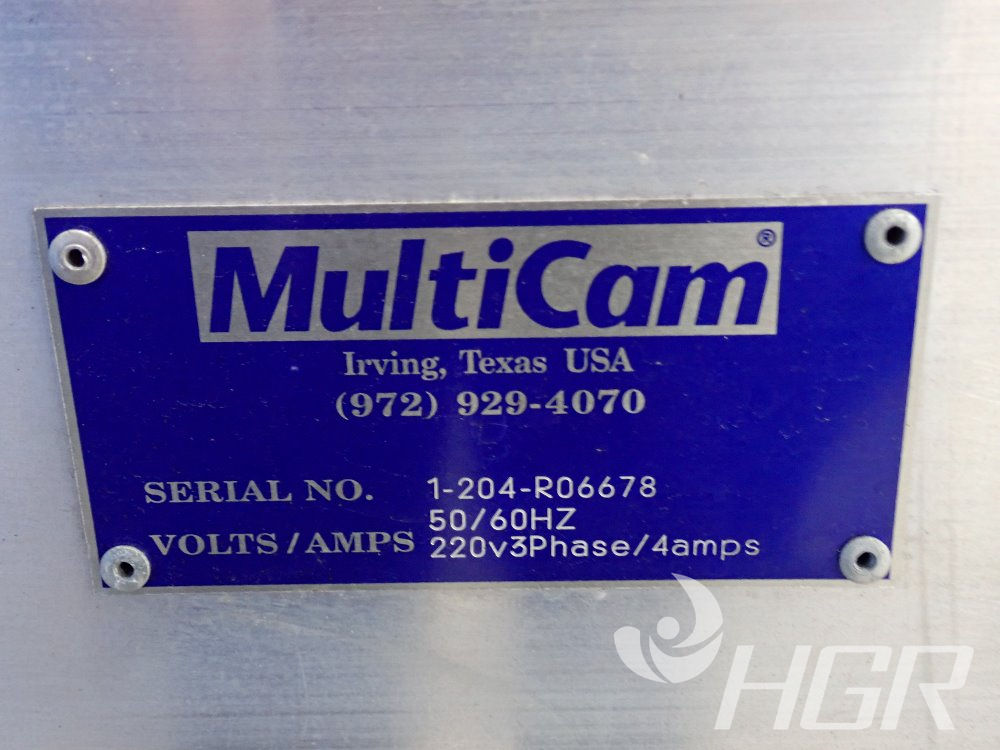 MultiCam®
Irving, Texas USA
(972) 929-4070
SERIAL NO. 1-204-R06678
50/60HZ
VOLTS/AMPS 220v3Phase/4amps
HGR